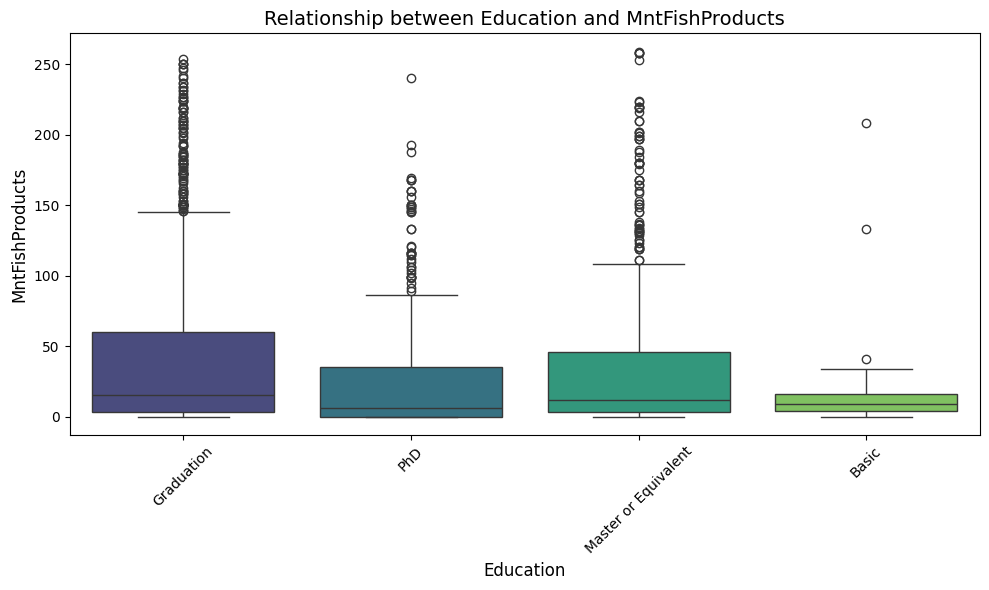 Relationship between Education and MntFishProducts
MntFishProducts
250
200
150
100
50
0
Graduation
PhD
Master or Equivalent
Basic
Education